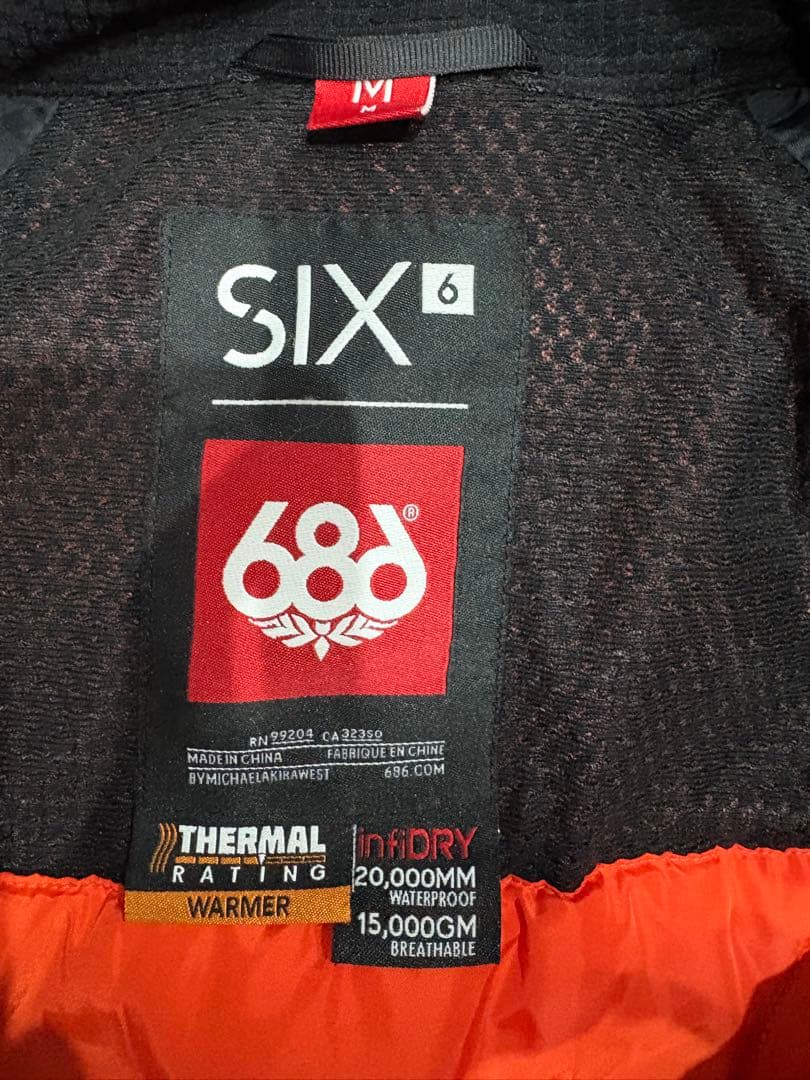 M
M
SIX 6
686®
RN 99204 CA 32350
MADE IN CHINA FABRIQUE EN CHINE
BYMICHAELAKIRAWEST 686.COM
THERMAL
RATING
WARMER
infiDRY
20,000MM
WATERPROOF
15,000GM
BREATHABLE